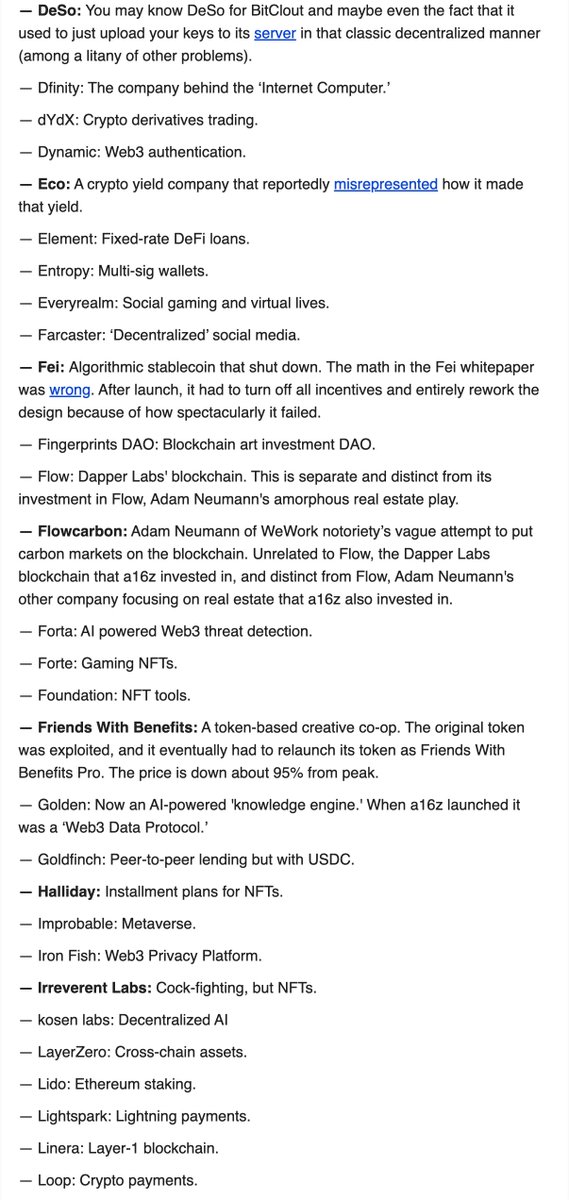 — DeSo: You may know DeSo for BitClout and maybe even the fact that it
used to just upload your keys to its server in that classic decentralized manner
(among a litany of other problems).
— Dfinity: The company behind the ‘Internet Computer.’
— dYdX: Crypto derivatives trading.
— Dynamic: Web3 authentication.
— Eco: A crypto yield company that reportedly misrepresented how it made
that yield.
— Element: Fixed-rate DeFi loans.
— Entropy: Multi-sig wallets.
— Everyrealm: Social gaming and virtual lives.
— Farcaster: ‘Decentralized’ social media.
— Fei: Algorithmic stablecoin that shut down. The math in the Fei whitepaper
was wrong. After launch, it had to turn off all incentives and entirely rework the
design because of how spectacularly it failed.
— Fingerprints DAO: Blockchain art investment DAO.
— Flow: Dapper Labs' blockchain. This is separate and distinct from its
investment in Flow, Adam Neumann's amorphous real estate play.
— Flowcarbon: Adam Neumann of WeWork notoriety’s vague attempt to put
carbon markets on the blockchain. Unrelated to Flow, the Dapper Labs
blockchain that a16z invested in, and distinct from Flow, Adam Neumann's
other company focusing on real estate that a16z also invested in.
— Forta: AI powered Web3 threat detection.
— Forte: Gaming NFTs.
— Foundation: NFT tools.
— Friends With Benefits: A token-based creative co-op. The original token
was exploited, and it eventually had to relaunch its token as Friends With
Benefits Pro. The price is down about 95% from peak.
— Golden: Now an AI-powered 'knowledge engine.' When a16z launched it
was a ‘Web3 Data Protocol.’
— Goldfinch: Peer-to-peer lending but with USDC.
— Halliday: Installment plans for NFTs.
— Improbable: Metaverse.
— Iron Fish: Web3 Privacy Platform.
— Irreverent Labs: Cock-fighting, but NFTs.
— kosen labs: Decentralized AI
— LayerZero: Cross-chain assets.
— Lido: Ethereum staking.
— Lightspark: Lightning payments.
— Linera: Layer-1 blockchain.
— Loop: Crypto payments.